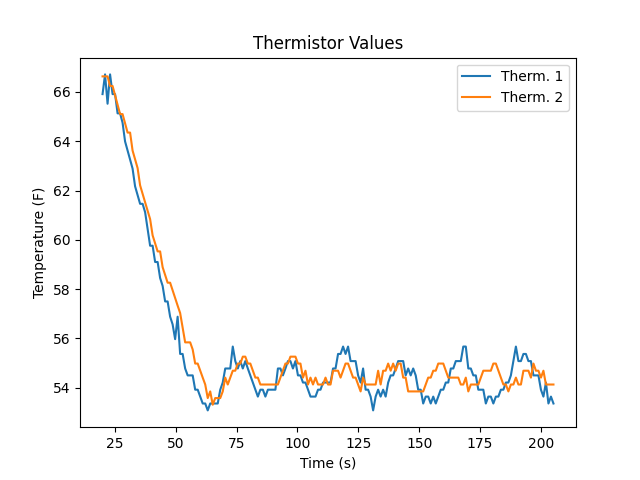 Thermistor Values
Therm. 1
Therm. 2
66
64
62
60
58
56
54
Temperature (F)
25 50 75 100 125 150 175 200
Time (s)